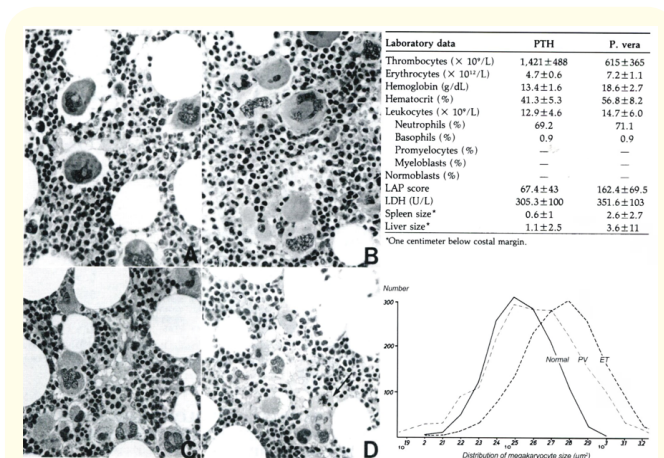 A
B
C
D
Laboratory data PTH P. vera
Thrombocytes (× 10⁹/L) 1,421±488 615±365
Erythrocytes (× 10¹²/L) 4.7±0.6 7.2±1.1
Hemoglobin (g/dL) 13.4±1.6 18.6±2.7
Hematocrit (%) 41.3±5.3 56.8±8.2
Leukocytes (× 10⁹/L) 12.9±4.6 14.7±6.0
Neutrophils (%) 69.2 71.1
Basophils (%) 0.9 0.9
Promyelocytes (%) — —
Myeloblasts (%) — —
Normoblasts (%) — —
LAP score 67.4±43 162.4±69.5
LDH (U/L) 305.3±100 351.6±103
Spleen size* 0.6±1 2.6±2.7
Liver size* 1.1±2.5 3.6±11
*One centimeter below costal margin.
Number
300
200
100
Normal PV ET
Distribution of megakaryocyte size (μm²)